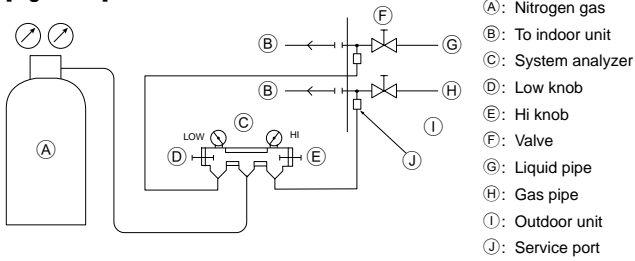 Ⓐ: Nitrogen gas
Ⓑ: To indoor unit
Ⓒ: System analyzer
Ⓓ: Low knob
Ⓔ: Hi knob
Ⓕ: Valve
Ⓖ: Liquid pipe
Ⓗ: Gas pipe
Ⓘ: Outdoor unit
Ⓙ: Service port
Ⓕ
Ⓑ
Ⓖ
Ⓑ
Ⓗ
Ⓒ
Ⓘ
LOW
HI
Ⓐ
Ⓓ
Ⓔ
Ⓙ